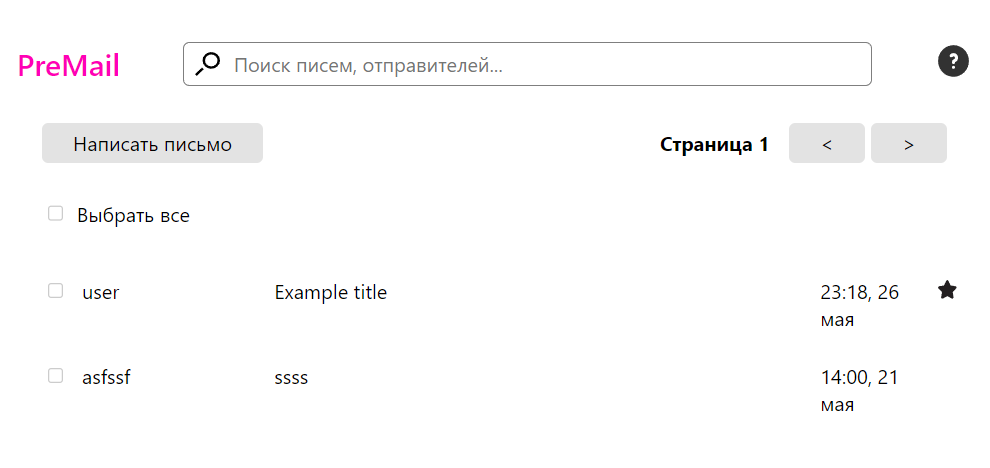 PreMail
Поиск писем, отправителей...
?
Написать письмо
Страница 1
<
>
Выбрать все
user
Example title
23:18, 26
мая
asfssf
ssss
14:00, 21
мая